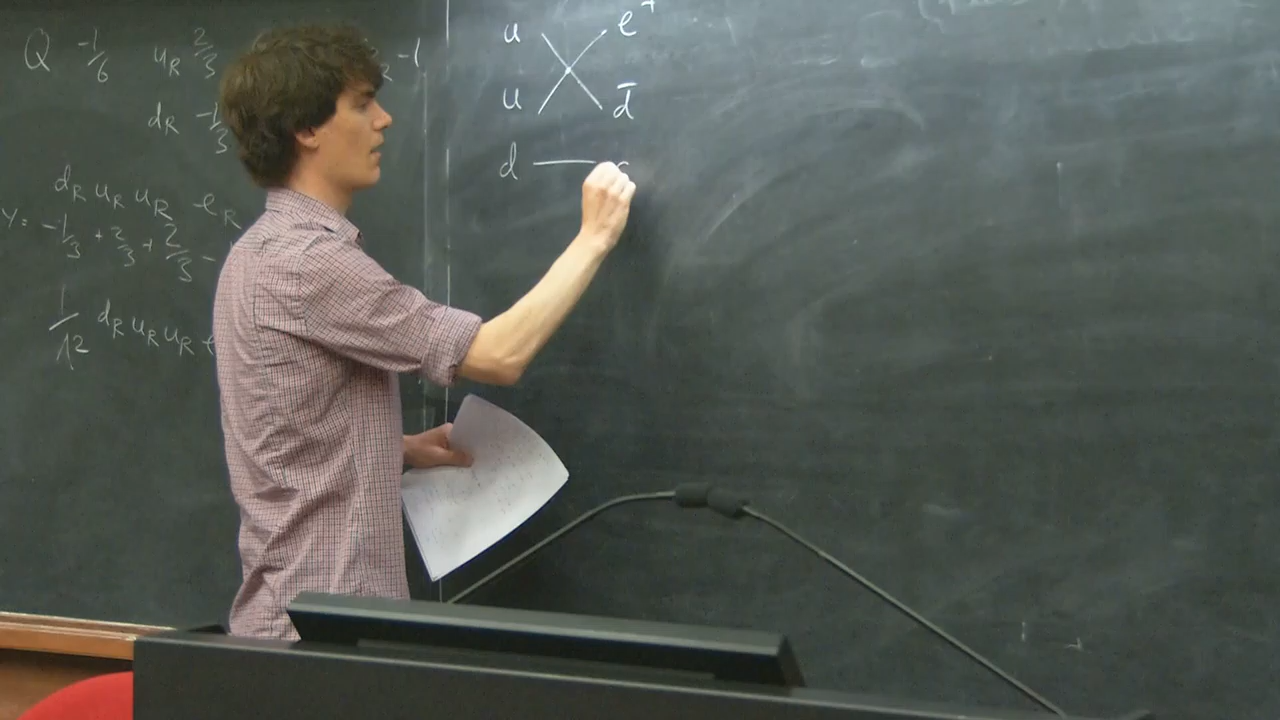 Q -1/6 u_R 2/3 -1
d_R -1/3
d_R u_R u_R e_R
Y= -1/3 + 2/3 + 2/3 -
1/Λ² d_R u_R u_R e
u e⁺
u d̄
d